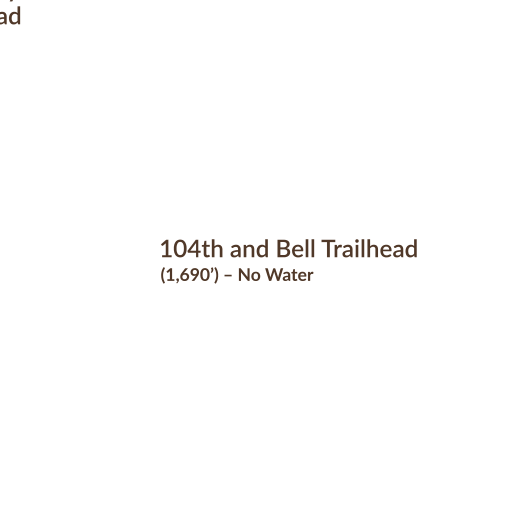 ad
104th and Bell Trailhead
(1,690’) – No Water